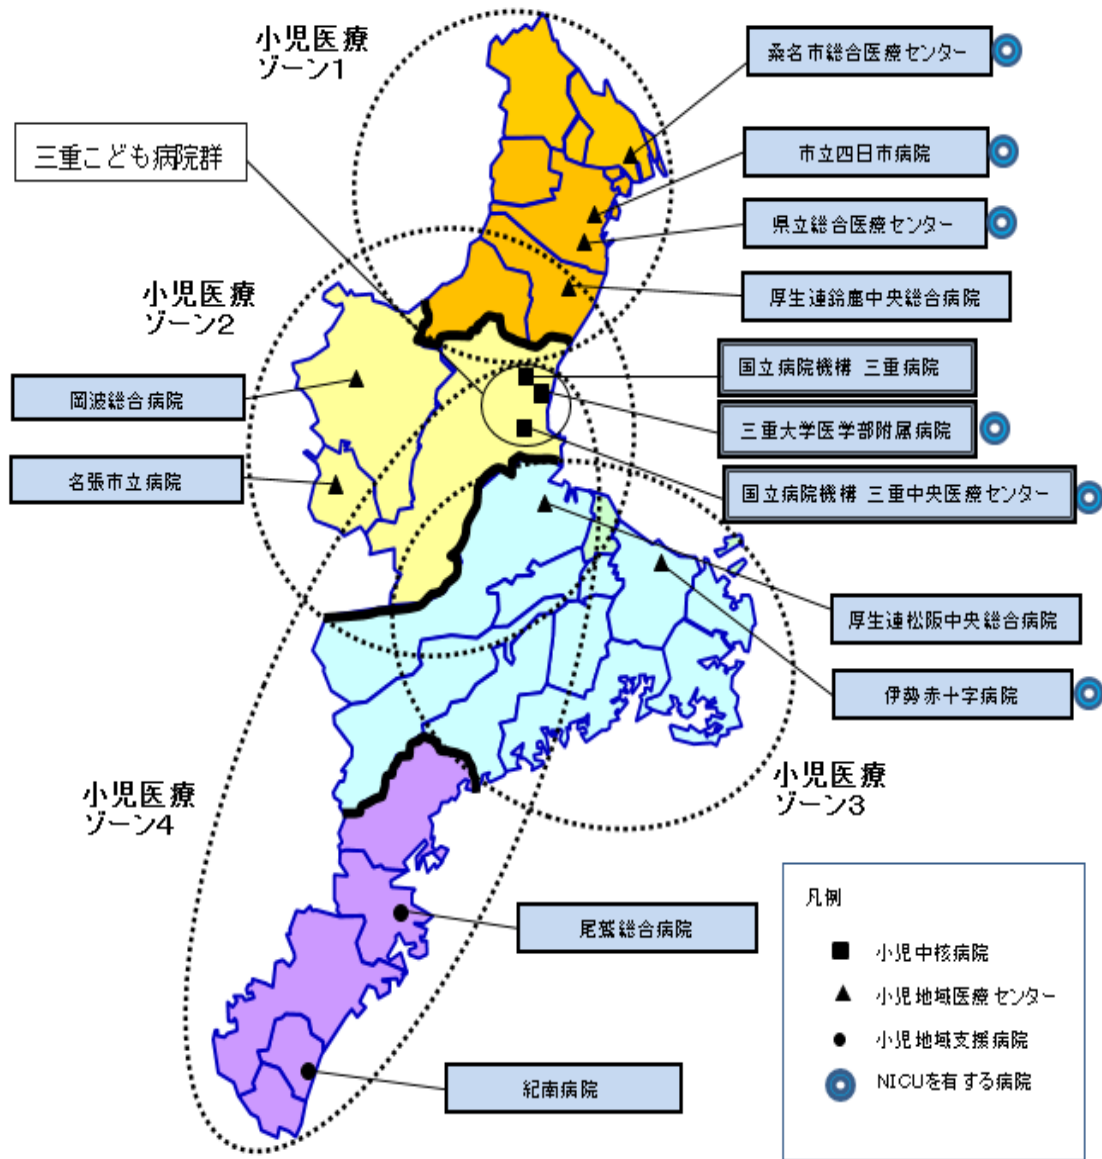 小児医療
ゾーン1
桑名市総合医療センター
三重こども病院群
市立四日市病院
県立総合医療センター
小児医療
ゾーン2
厚生連鈴鹿中央総合病院
国立病院機構 三重病院
岡波総合病院
三重大学医学部附属病院
名張市立病院
国立病院機構 三重中央医療センター
厚生連松阪中央総合病院
伊勢赤十字病院
小児医療
ゾーン4
小児医療
ゾーン3
凡例
尾鷲総合病院
小児中核病院
小児地域医療センター
小児地域支援病院
NICUを有する病院
紀南病院